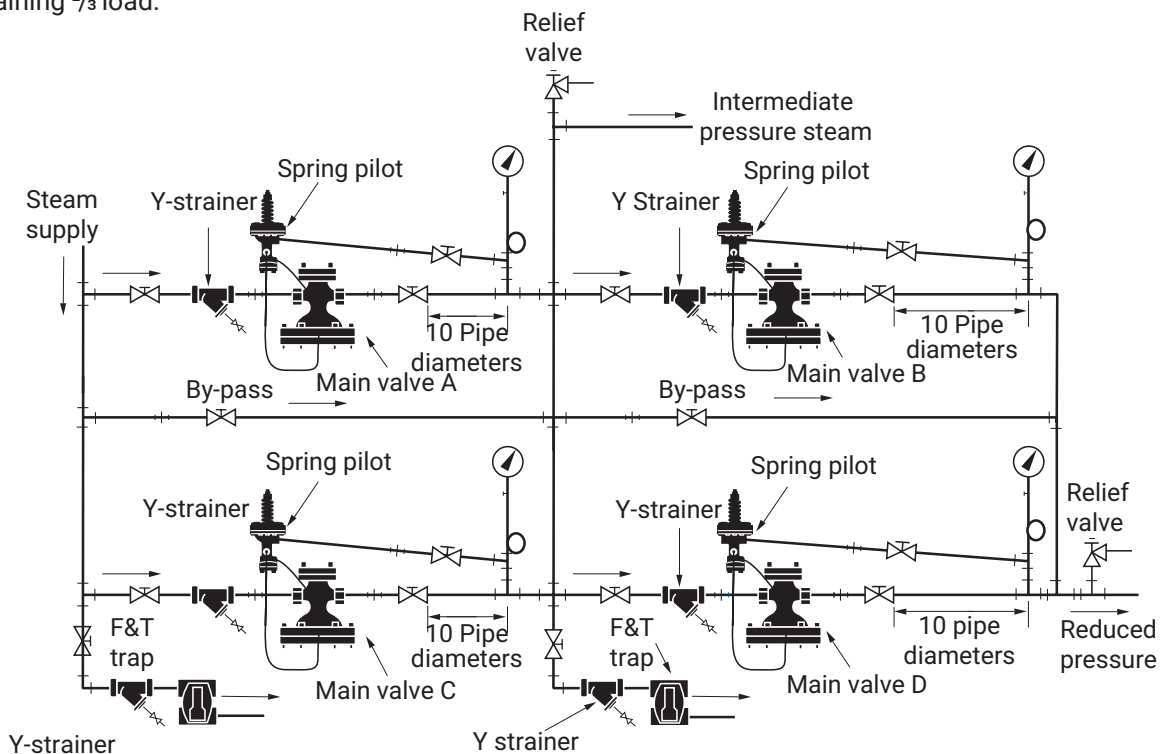 load.
Relief
valve
Intermediate
pressure steam
Spring pilot
Spring pilot
Steam
supply
Y-strainer
Y Strainer
10 Pipe
diameters
10 Pipe
diameters
Main valve A
Main valve B
By-pass
By-pass
Spring pilot
Spring pilot
Y-strainer
Y-strainer
Relief
valve
F&T
trap
10 Pipe
diameters
F&T
trap
10 pipe
diameters
Reduced
pressure
Main valve C
Main valve D
Y-strainer
Y strainer